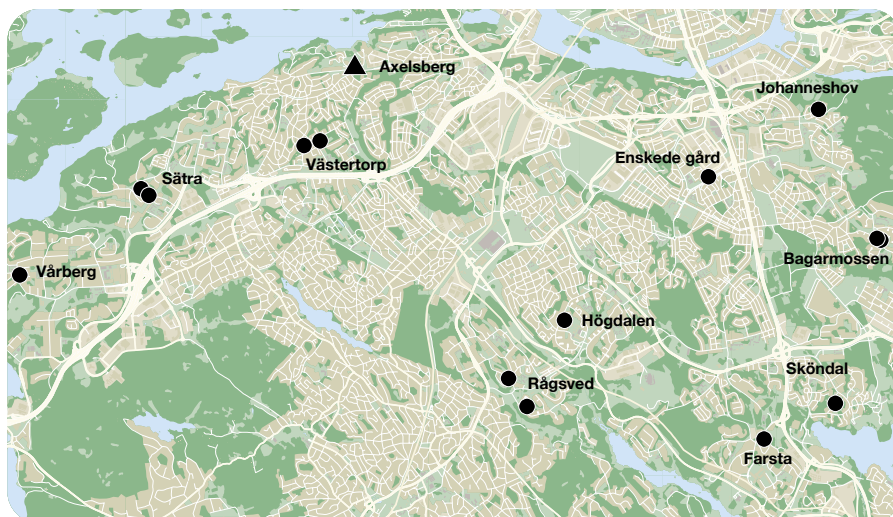 Axelsberg
Johanneshov
Västertorp
Enskede gård
Sätra
Bagarmossen
Vårberg
Högdalen
Sköndal
Rågsved
Farsta